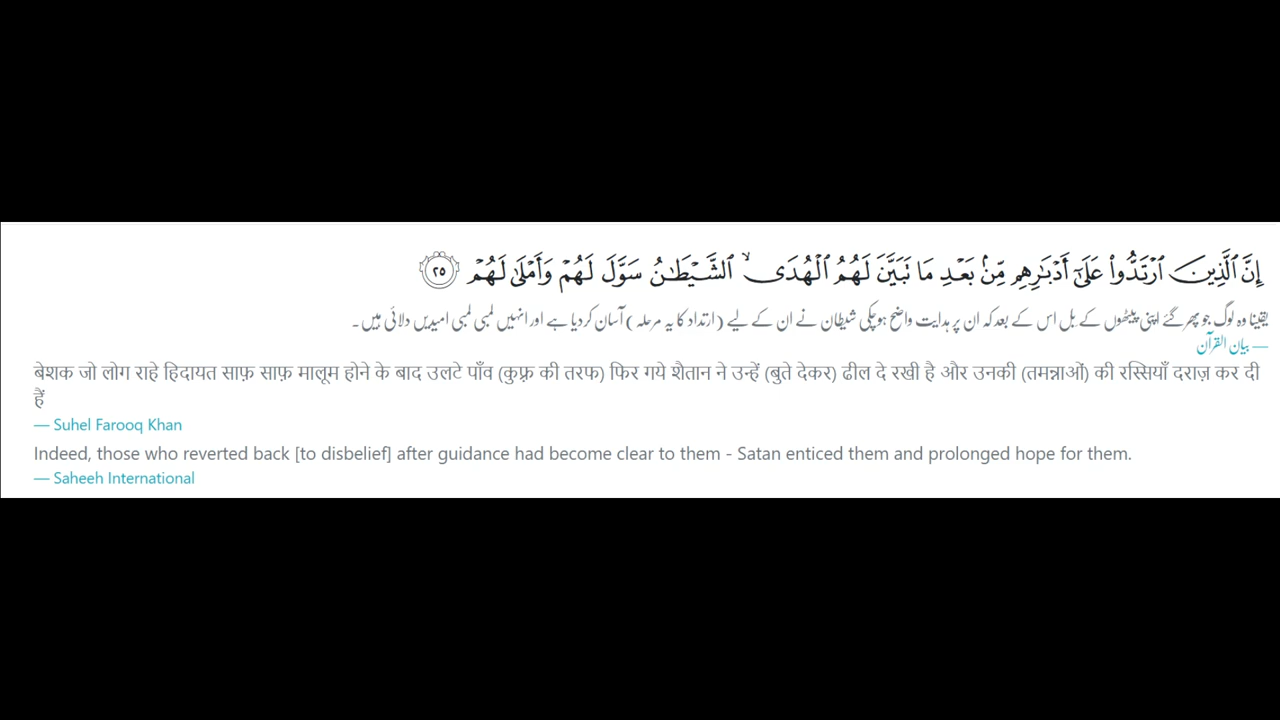 إِنَّ ٱلَّذِينَ ٱرْتَدُّوا۟ عَلَىٰٓ أَدْبَـٰرِهِم مِّنۢ بَعْدِ مَا تَبَيَّنَ لَهُمُ ٱلْهُدَى ۙ ٱلشَّيْطَـٰنُ سَوَّلَ لَهُمْ وَأَمْلَىٰ لَهُمْ ٢٥
یقینا وہ لوگ جو پھر گئے اپنی پیٹھوں کے بل اس کے بعد کہ ان پر ہدایت واضح ہوچکی شیطان نے ان کے لیے (ارتداد کا یہ مرحلہ) آسان کردیا ہے اور انہیں لمبی لمبی امیدیں دلائی ہیں۔
— بیان القرآن
बेशक जो लोग राहे हिदायत साफ़ साफ़ मालूम होने के बाद उलटे पाँव (कुफ़्र की तरफ) फिर गये शैतान ने उन्हें (बुते देकर) ढील दे रखी है और उनकी (तमन्नाओं) की रस्सियाँ दराज़ कर दी
हैं
— Suhel Farooq Khan
Indeed, those who reverted back [to disbelief] after guidance had become clear to them - Satan enticed them and prolonged hope for them.
— Saheeh International